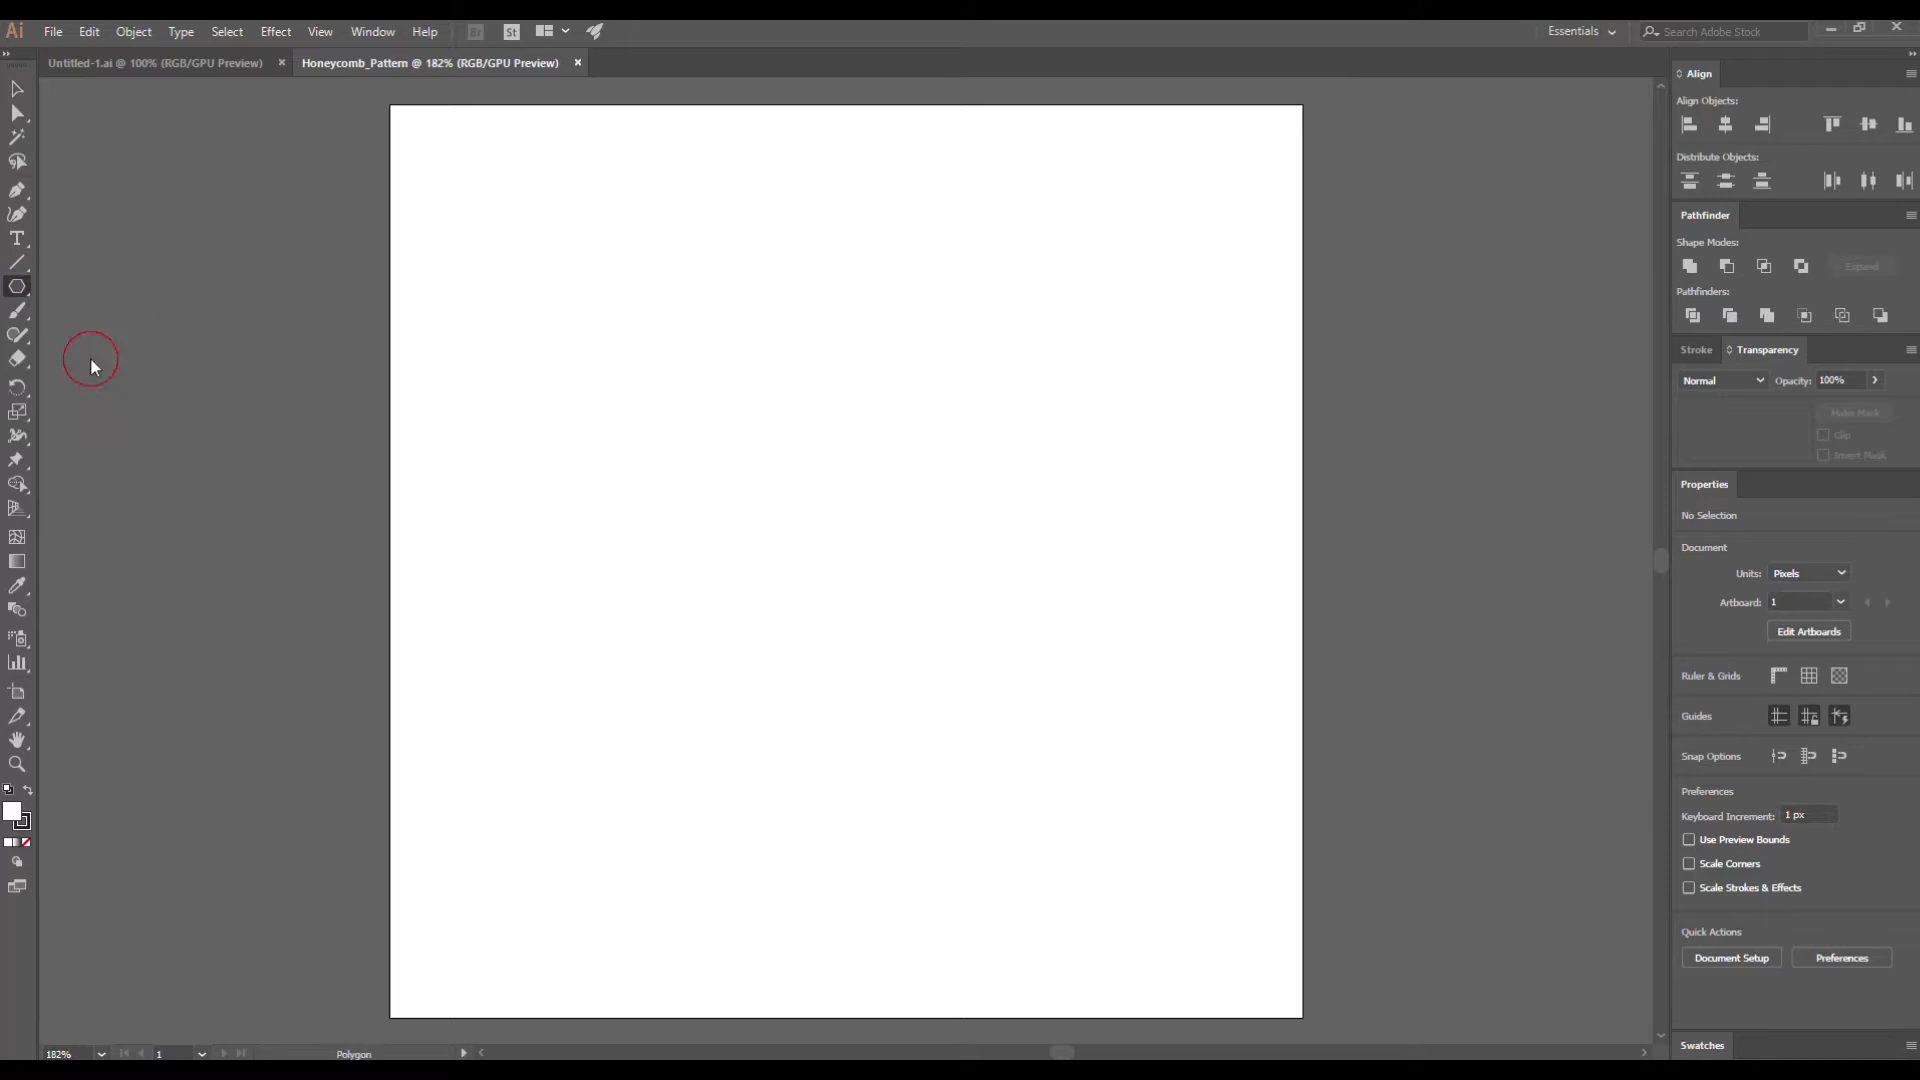 Ai File Edit Object Type Select Effect View Window Help Br St Essentials Search Adobe Stock
Untitled-1.ai @ 100% (RGB/GPU Preview) × Honeycomb_Pattern @ 182% (RGB/GPU Preview) ×
Align
Align Objects:
Distribute Objects:
Pathfinder
Shape Modes:
Expand
Pathfinders:
Stroke Transparency
Normal Opacity: 100%
Make Mask
Clip
Invert Mask
Properties
No Selection
Document
Units: Pixels
Artboard: 1
Edit Artboards
Ruler & Grids
Guides
Snap Options
Preferences
Keyboard Increment: 1 px
Use Preview Bounds
Scale Corners
Scale Strokes & Effects
Quick Actions
Document Setup Preferences
Swatches
182% 1 Polygon